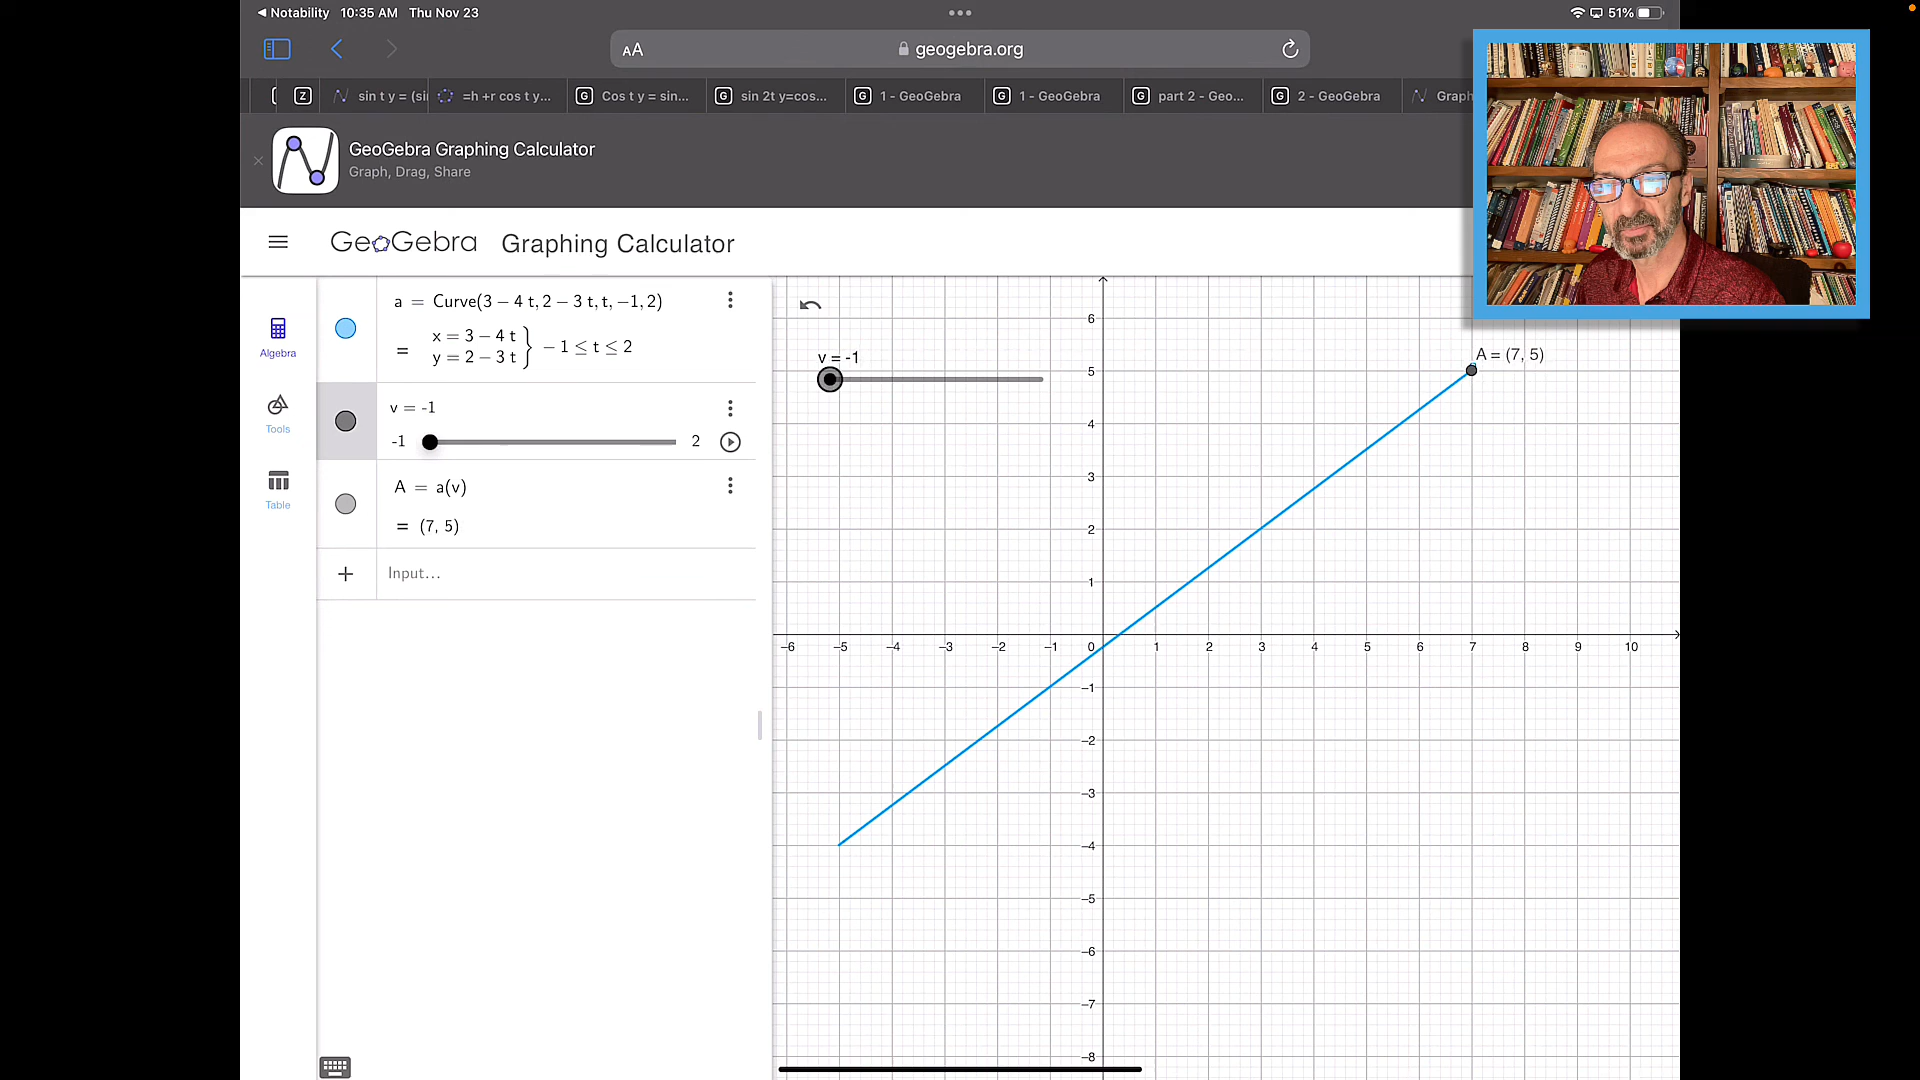 Notability 10:35 AM Thu Nov 23
51%
AA geogebra.org
Z sin t y = (si =h +r cos t y... G Cos t y = sin... G sin 2t y=cos... G 1 - GeoGebra G 1 - GeoGebra G part 2 - Geo... G 2 - GeoGebra Graph
GeoGebra Graphing Calculator
Graph, Drag, Share
GeoGebra Graphing Calculator
Algebra
Tools
Table
a = Curve(3 − 4 t, 2 − 3 t, t, −1, 2)
= x = 3 − 4 t
y = 2 − 3 t } − 1 ≤ t ≤ 2
v = -1
-1 2
A = a(v)
= (7, 5)
+ Input...
v = -1
A = (7, 5)
6
5
4
3
2
1
−6 −5 −4 −3 −2 −1 0 1 2 3 4 5 6 7 8 9 10
−1
−2
−3
−4
−5
−6
−7
−8